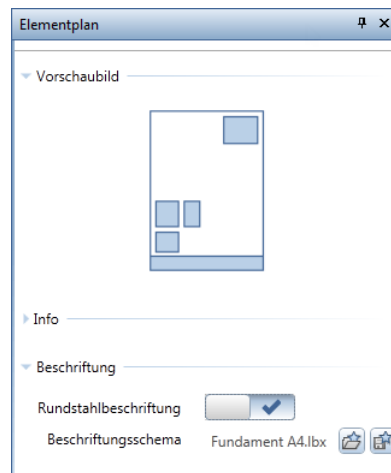 Elementplan
Vorschaubild
Info
Beschriftung
Rundstahlbeschriftung
Beschriftungsschema Fundament A4.lbx